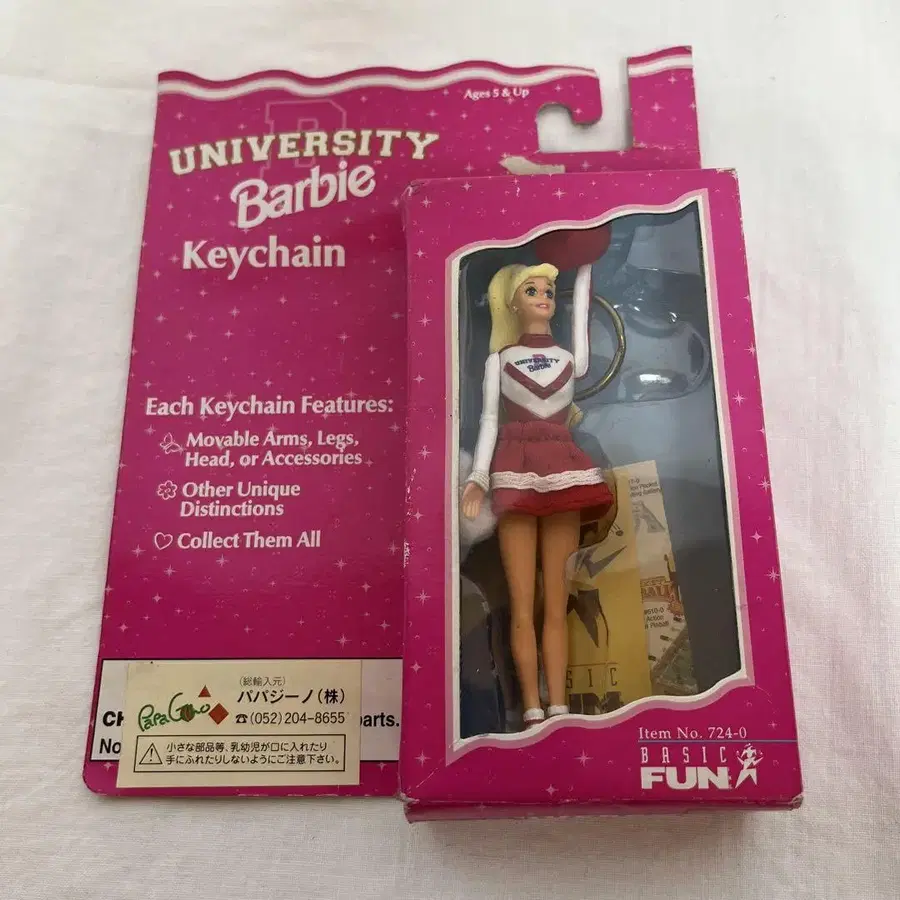 Ages 5 & Up
B
UNIVERSITY
Barbie™
Keychain
Each Keychain Features:
Movable Arms, Legs,
Head, or Accessories
Other Unique
Distinctions
Collect Them All
UNIVERSITY
Barbie
CH
No
parts.
PaPaGino
(総輸入元)
パパジーノ(株)
☎(052)204-8655
小さな部品等、乳幼児が口に入れたり
手にふれたりしないようにご注意下さい。
Item No. 724-0
BASIC
FUN